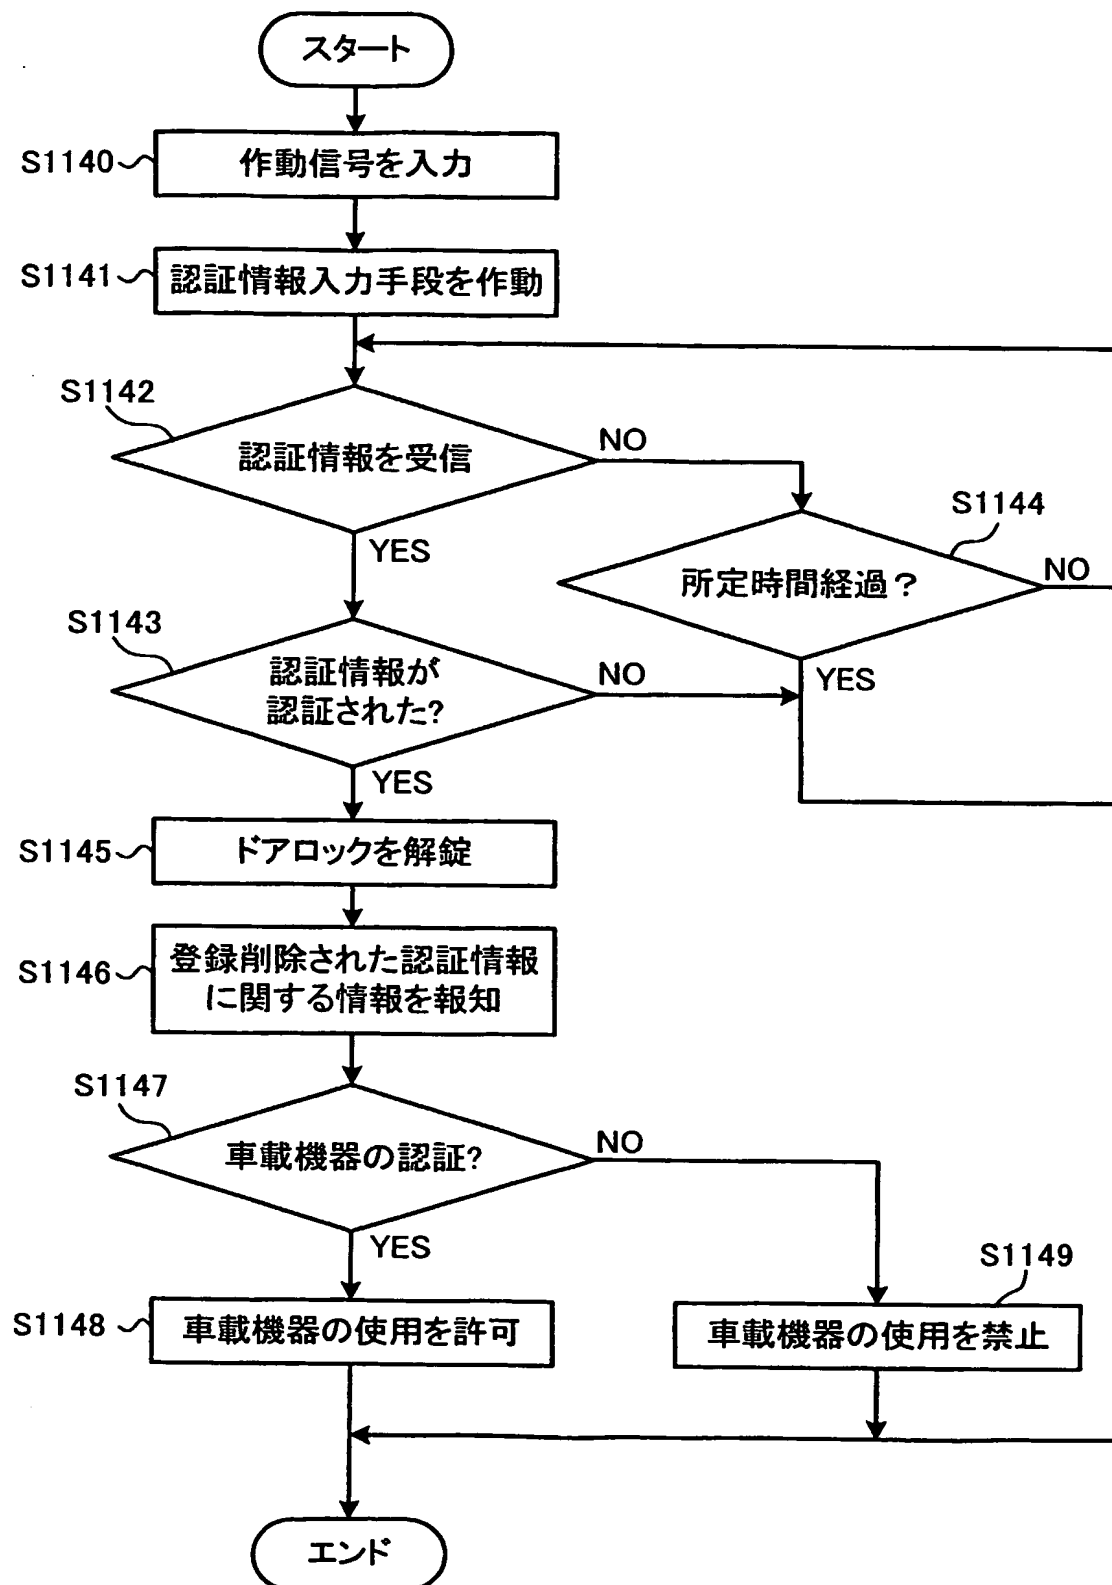 スタート
S1140
作動信号を入力
S1141
認証情報入力手段を作動
S1142
認証情報を受信
NO
YES
S1144
所定時間経過？
NO
YES
S1143
認証情報が
認証された?
NO
YES
S1145
ドアロックを解錠
S1146
登録削除された認証情報
に関する情報を報知
S1147
車載機器の認証?
NO
YES
S1148
車載機器の使用を許可
S1149
車載機器の使用を禁止
エンド